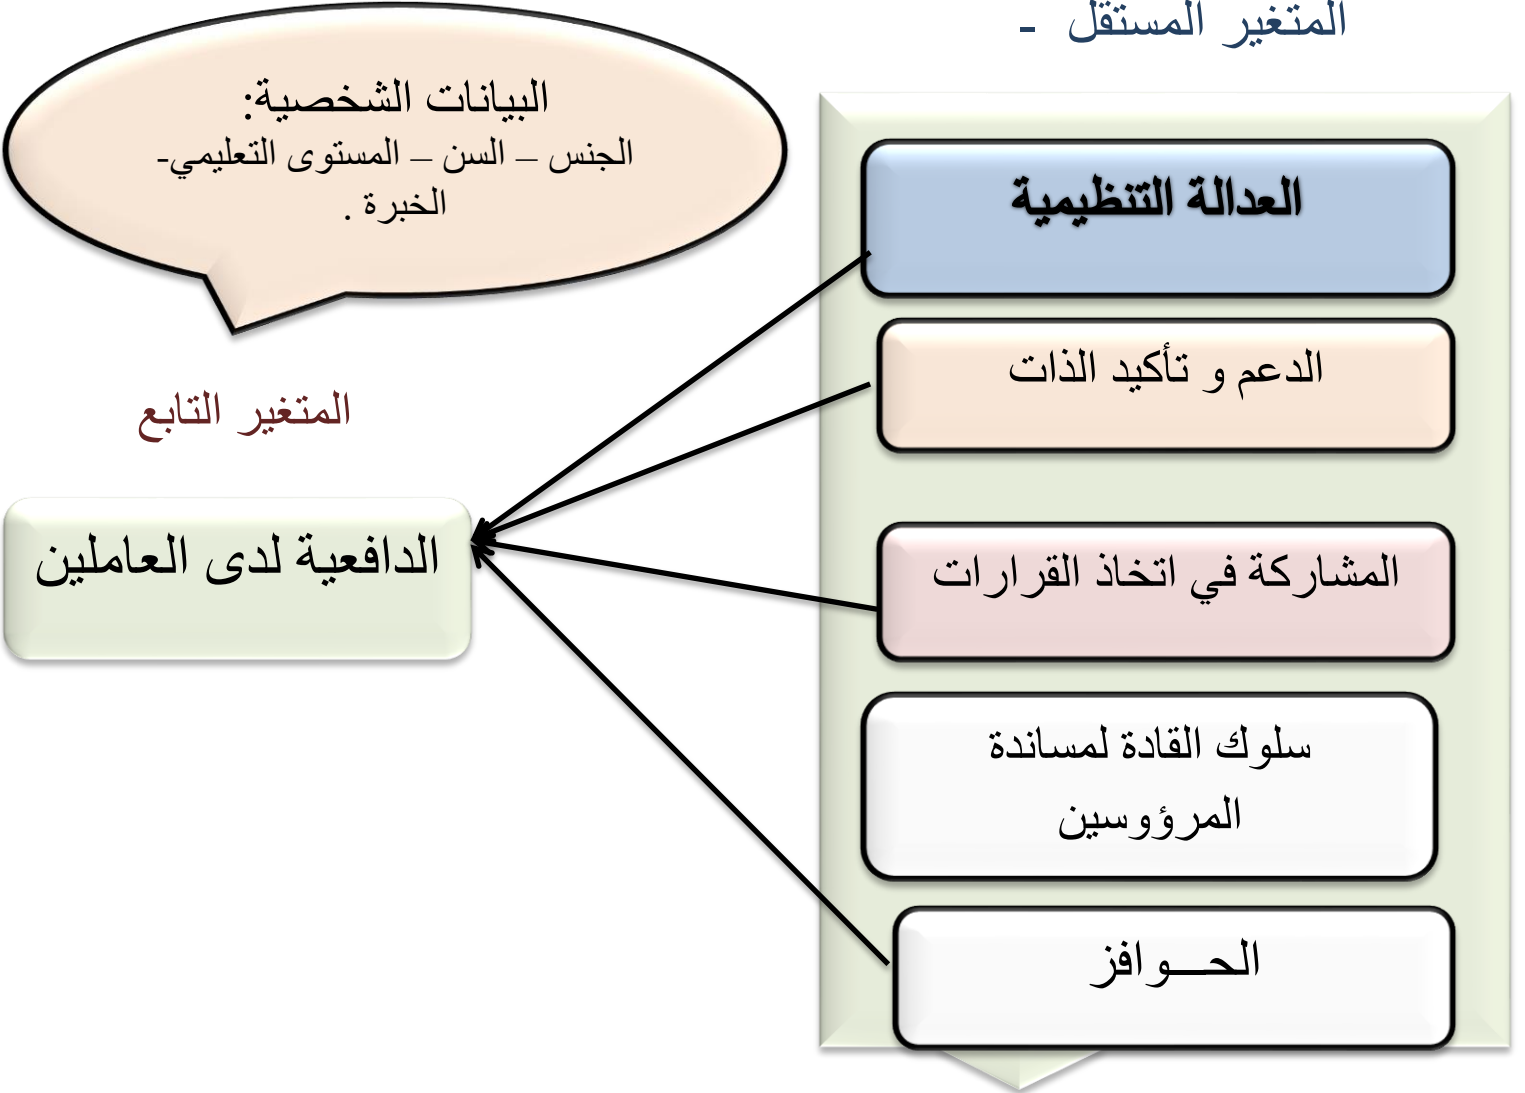 المتغير المستقل -
البيانات الشخصية:
الجنس – السن – المستوى التعليمي-
الخبرة .
العدالة التنظيمية
الدعم و تأكيد الذات
المتغير التابع
الدافعية لدى العاملين
المشاركة في اتخاذ القرارات
سلوك القادة لمساندة
المرؤوسين
الحـــوافز